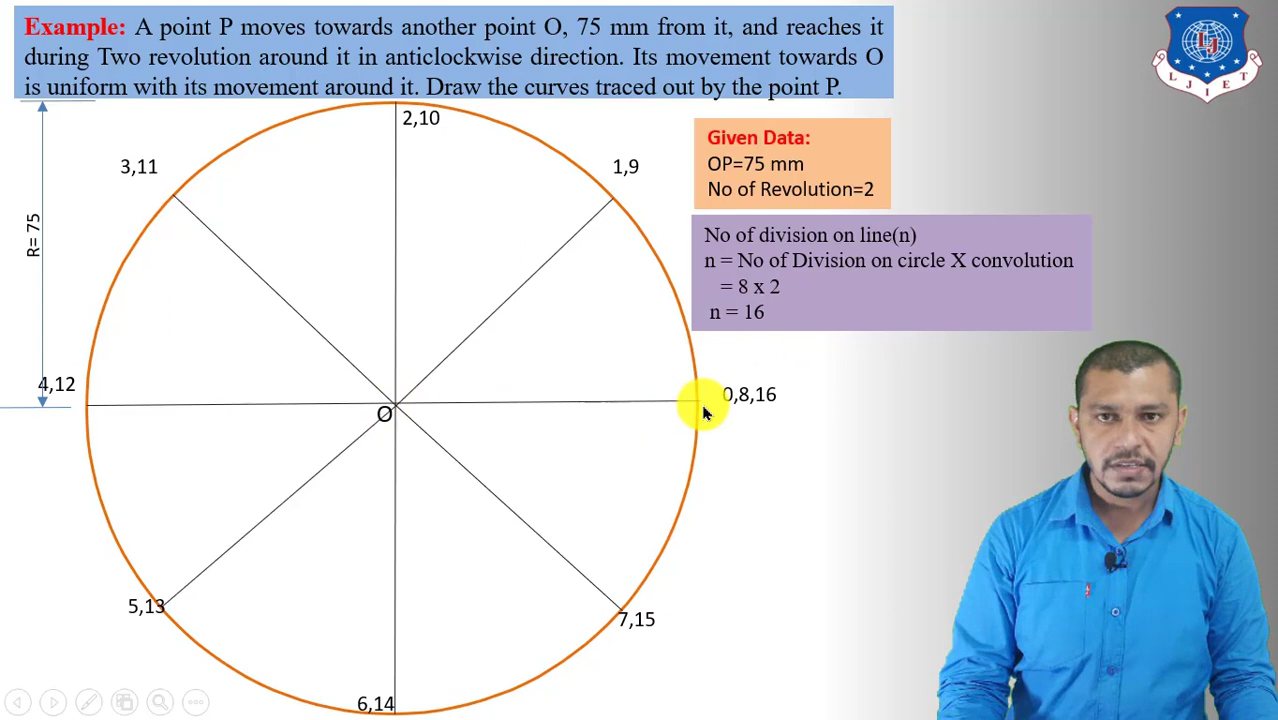 Example: A point P moves towards another point O, 75 mm from it, and reaches it
during Two revolution around it in anticlockwise direction. Its movement towards O
is uniform with its movement around it. Draw the curves traced out by the point P.
LJ
L J I E T
2,10
3,11
1,9
Given Data:
OP=75 mm
No of Revolution=2
R= 75
No of division on line(n)
n = No of Division on circle X convolution
= 8 x 2
n = 16
4,12
O
0,8,16
5,13
7,15
6,14